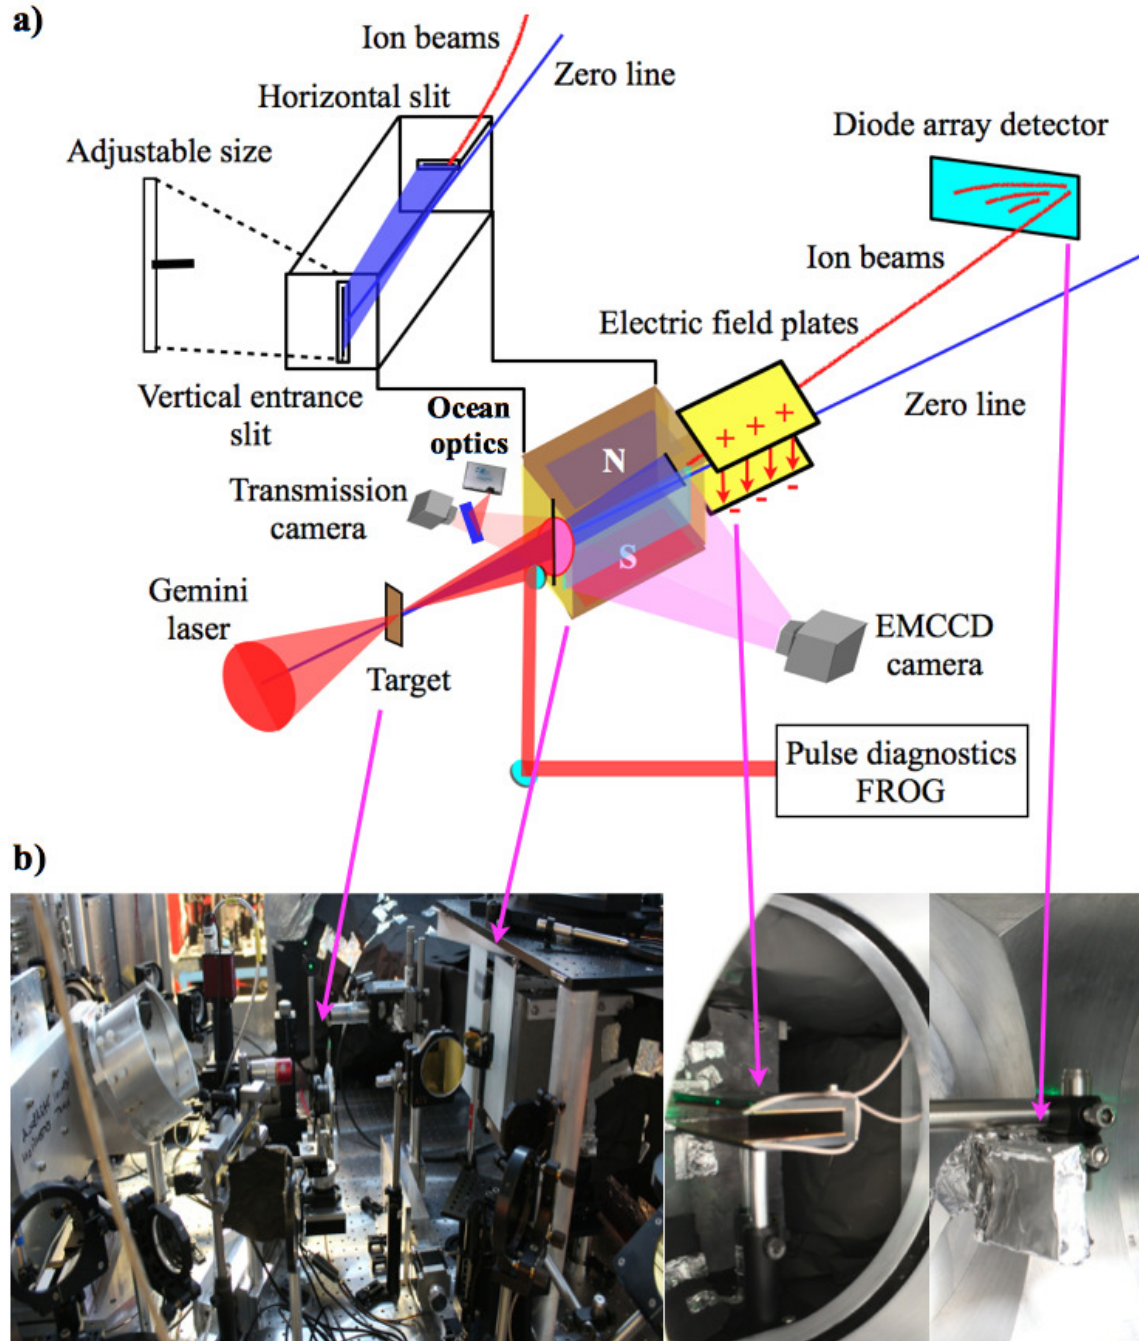 a)
Ion beams
Zero line
Horizontal slit
Diode array detector
Adjustable size
Ion beams
Electric field plates
Vertical entrance
slit
Zero line
Ocean
optics
+ + +
N
Transmission
camera
- - -
S
Gemini
laser
EMCCD
camera
Target
Pulse diagnostics
FROG
b)